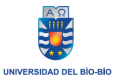 Α Ω
UNIVERSIDAD DEL BÍO-BÍO